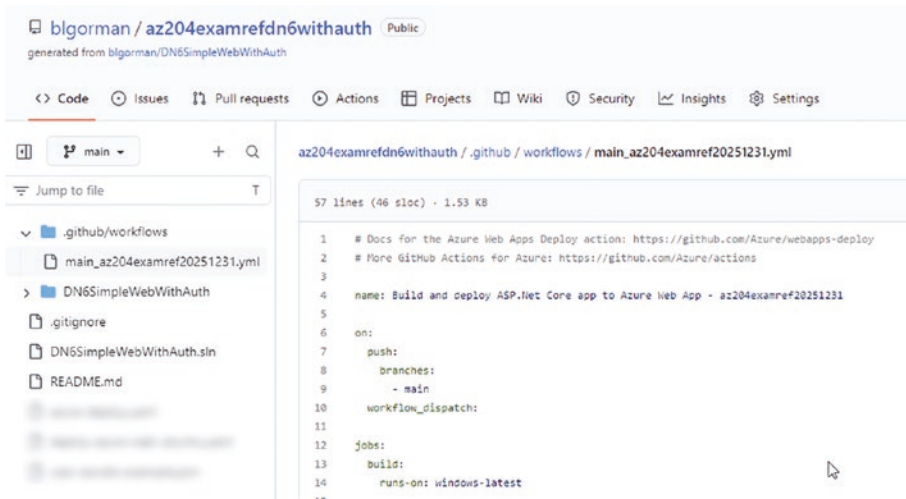 blgorman / az204examrefdn6withauth Public
generated from blgorman/DN6SimpleWebWithAuth
<> Code Issues Pull requests Actions Projects Wiki Security Insights Settings
main
az204examrefdn6withauth / .github / workflows / main_az204examref20251231.yml
Jump to file T
57 lines (46 sloc) · 1.53 KB
.github/workflows
main_az204examref20251231.yml
DN6SimpleWebWithAuth
.gitignore
DN6SimpleWebWithAuth.sln
README.md
1 # Docs for the Azure Web Apps Deploy action: https://github.com/Azure/webapps-deploy
2 # More GitHub Actions for Azure: https://github.com/Azure/actions
3
4 name: Build and deploy ASP.Net Core app to Azure Web App - az204examref20251231
5
6 on:
7 push:
8 branches:
9 - main
10 workflow_dispatch:
11
12 jobs:
13 build:
14 runs-on: windows-latest